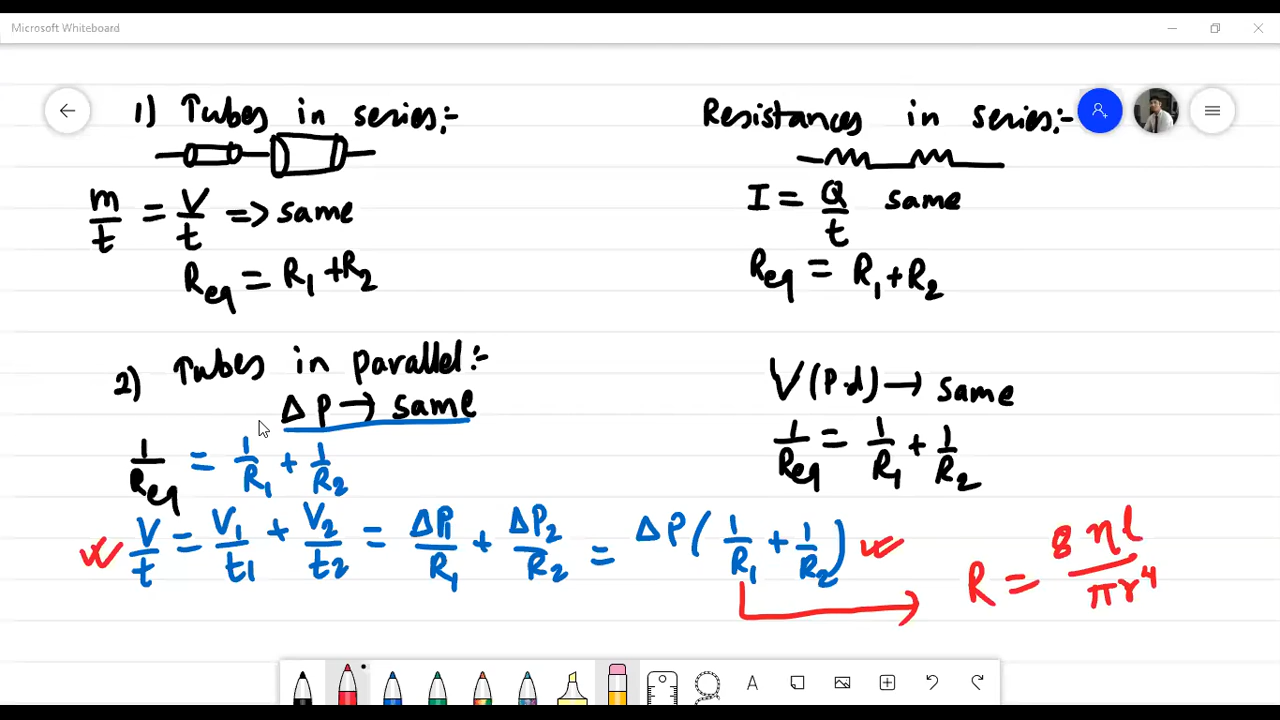 Microsoft Whiteboard
1) Tubes in series:-
m/t = V/t => same
Req = R1 + R2
Resistances in series:-
I = Q/t same
Req = R1 + R2
2) Tubes in parallel:-
ΔP → same
1/Req = 1/R1 + 1/R2
V(P.d) → same
1/Req = 1/R1 + 1/R2
V/t = V1/t1 + V2/t2 = ΔP1/R1 + ΔP2/R2 = ΔP(1/R1 + 1/R2)
R = 8ηl/πr⁴
A